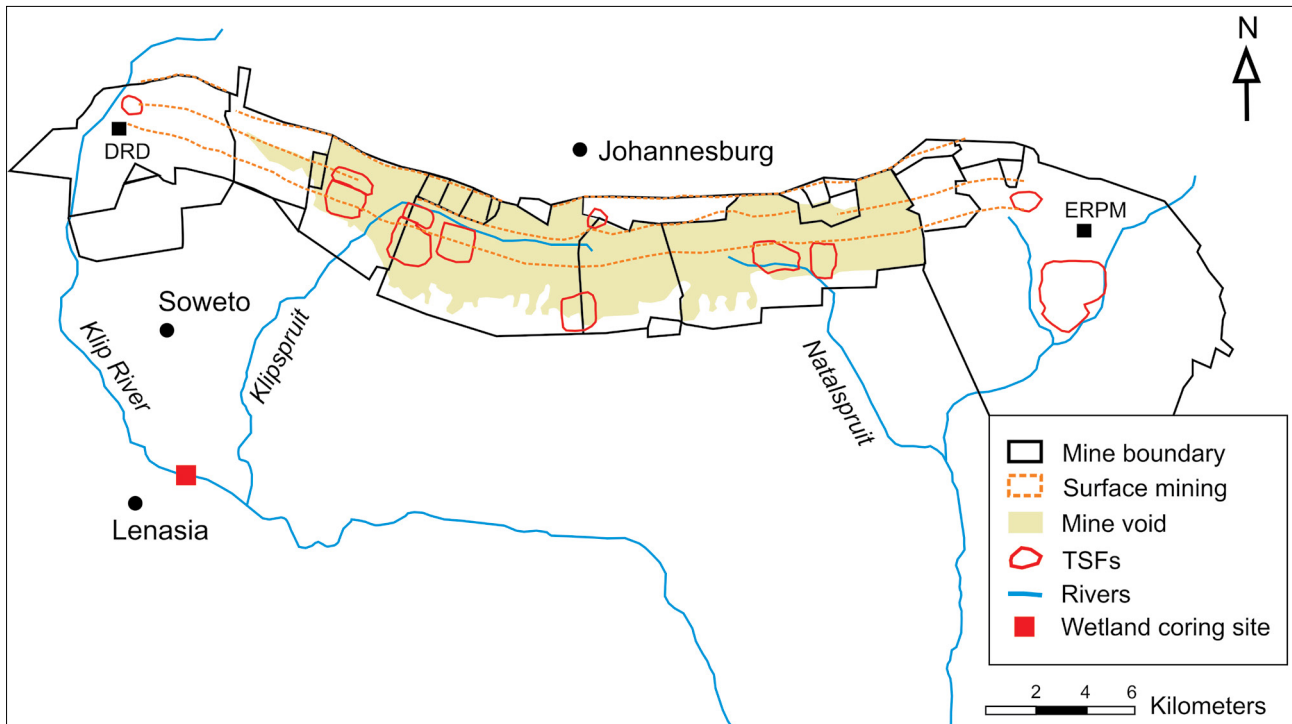 N
Johannesburg
DRD
ERPM
Soweto
Klip River
Klipspruit
Natalspruit
Lenasia
Mine boundary
Surface mining
Mine void
TSFs
Rivers
Wetland coring site
2 4 6
Kilometers